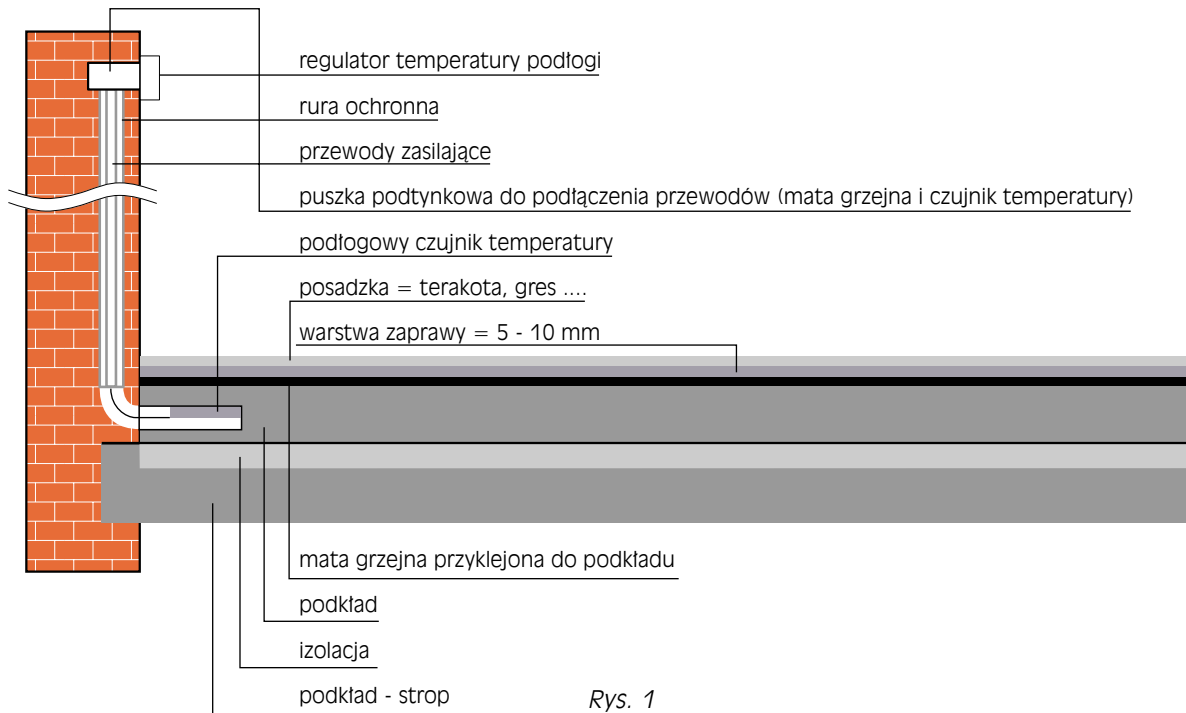 regulator temperatury podłogi
rura ochronna
przewody zasilające
puszka podtynkowa do podłączenia przewodów (mata grzejna i czujnik temperatury)
podłogowy czujnik temperatury
posadzka = terakota, gres ....
warstwa zaprawy = 5 - 10 mm
mata grzejna przyklejona do podkładu
podkład
izolacja
podkład - strop
Rys. 1